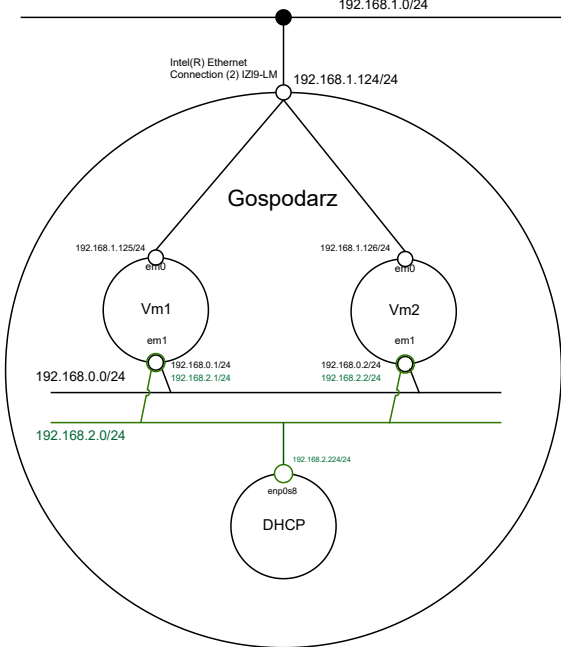 192.168.1.0/24
Intel(R) Ethernet
Connection (2) IZI9-LM
192.168.1.124/24
Gospodarz
192.168.1.125/24
em0
192.168.1.126/24
em0
Vm1
Vm2
em1
em1
192.168.0.1/24
192.168.2.1/24
192.168.0.2/24
192.168.2.2/24
192.168.0.0/24
192.168.2.0/24
192.168.2.224/24
enp0s8
DHCP